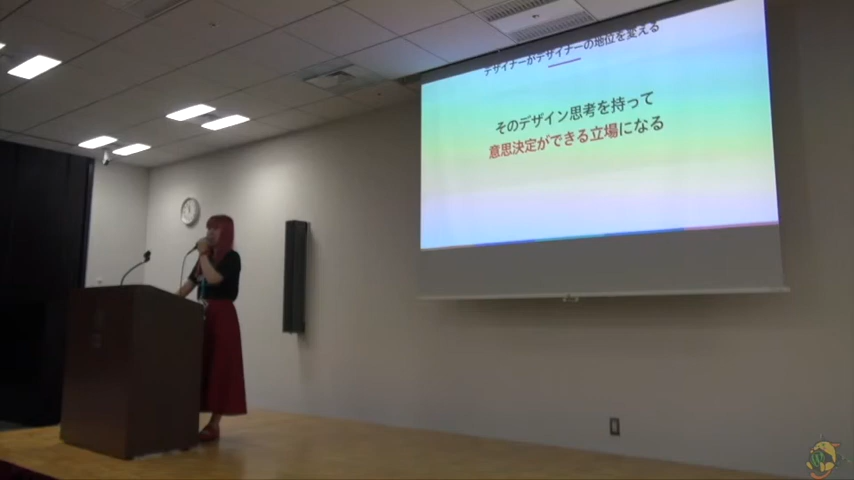 デザイナーがデザイナーの地位を変える
そのデザイン思考を持って
意思決定ができる立場になる